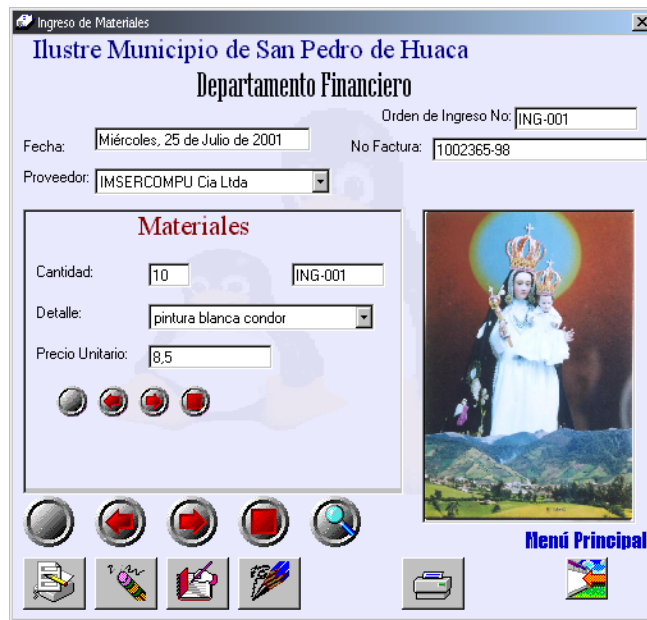 Ingreso de Materiales
Ilustre Municipio de San Pedro de Huaca
Departamento Financiero
Orden de Ingreso No: ING-001
Fecha: Miércoles, 25 de Julio de 2001
No Factura: 1002365-98
Proveedor: IMSERCOMPU Cia Ltda
Materiales
Cantidad: 10 ING-001
Detalle: pintura blanca condor
Precio Unitario: 8,5
Menú Principal